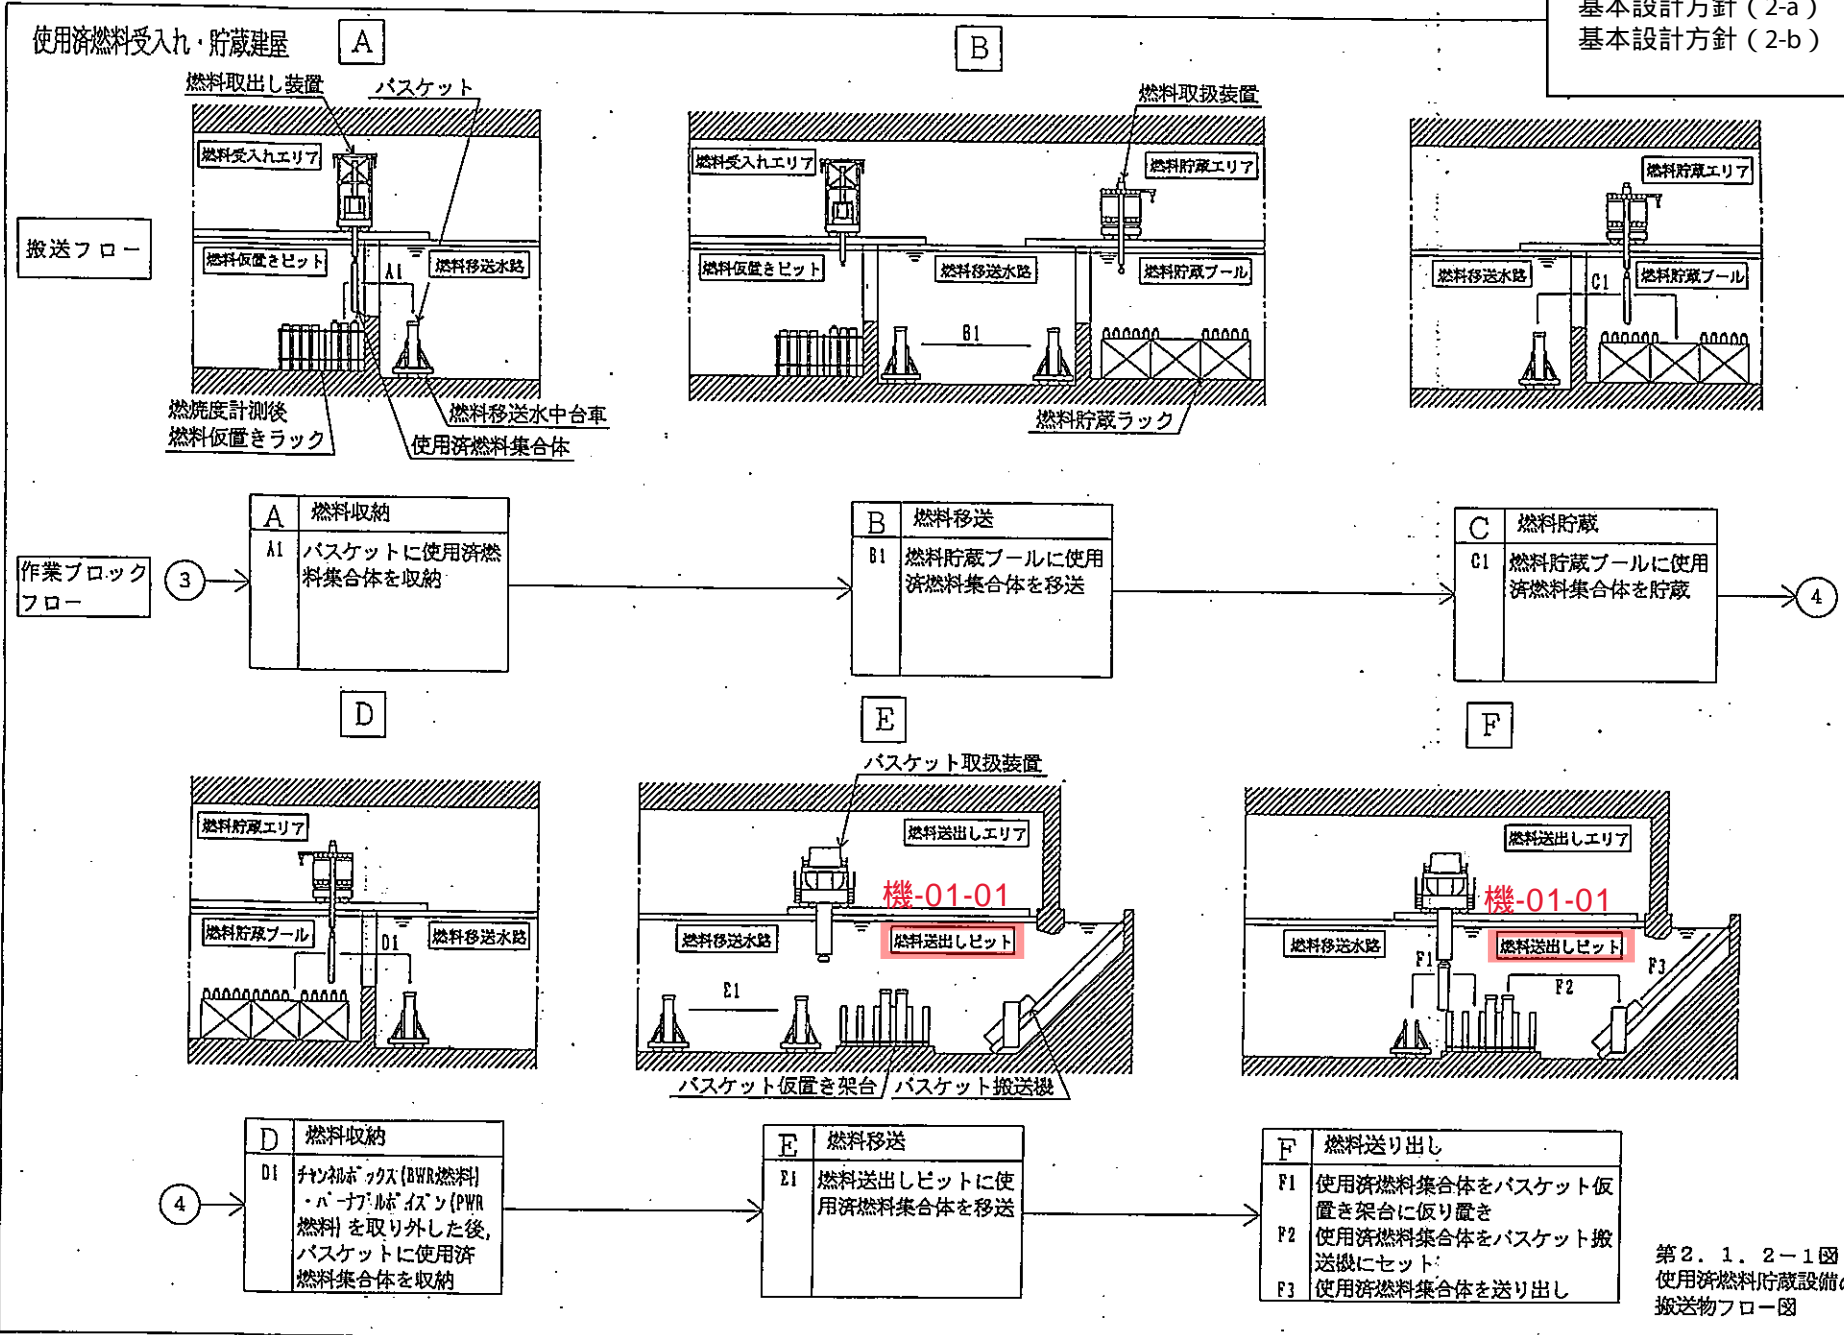 基本設計方針（2-a）
基本設計方針（2-b）
使用済燃料受入れ・貯蔵建屋
A
B
燃料取出し装置
バスケット
燃料取扱装置
燃料受入れエリア
燃料受入れエリア
燃料貯蔵エリア
燃料貯蔵エリア
搬送フロー
燃料仮置きピット
A1
燃料移送水路
燃料仮置きピット
燃料移送水路
燃料貯蔵プール
燃料移送水路
C1
燃料貯蔵プール
B1
燃焼度計測後
燃料仮置きラック
燃料移送水中台車
使用済燃料集合体
燃料貯蔵ラック
作業ブロック
フロー
3
A 燃料収納
A1 バスケットに使用済燃
料集合体を収納
B 燃料移送
B1 燃料貯蔵プールに使用
済燃料集合体を移送
C 燃料貯蔵
C1 燃料貯蔵プールに使用
済燃料集合体を貯蔵
4
D
E
F
バスケット取扱装置
燃料貯蔵エリア
燃料送出しエリア
燃料送出しエリア
機-01-01
機-01-01
燃料貯蔵プール
D1
燃料移送水路
燃料移送水路
燃料送出しピット
燃料移送水路
燃料送出しピット
E1
F1
F2
F3
バスケット仮置き架台
バスケット搬送機
4
D 燃料収納
D1 チャンネルボックス(BWR燃料)
・バーナブルポイズン(PWR
燃料)を取り外した後,
バスケットに使用済
燃料集合体を収納
E 燃料移送
E1 燃料送出しピットに使
用済燃料集合体を移送
F 燃料送り出し
F1 使用済燃料集合体をバスケット仮
置き架台に仮り置き
F2 使用済燃料集合体をバスケット搬
送機にセット
F3 使用済燃料集合体を送り出し
第2．1．2－1図
使用済燃料貯蔵設備の
搬送物フロー図